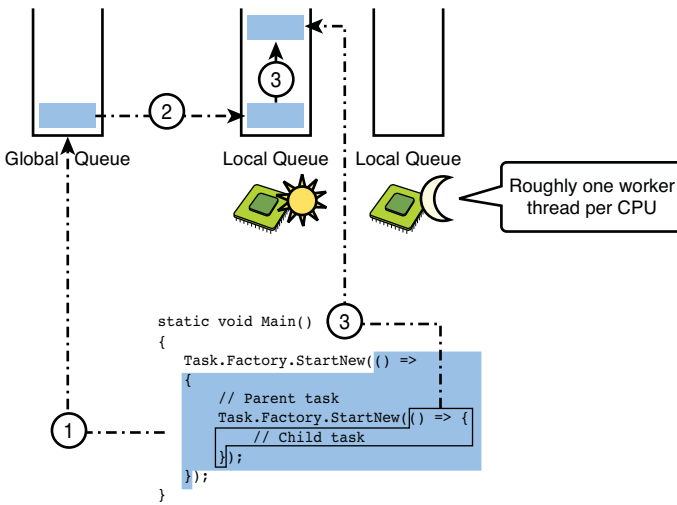 3
2
Global Queue
Local Queue
Local Queue
Roughly one worker
thread per CPU
static void Main()
3
{
Task.Factory.StartNew(() =>
{
// Parent task
Task.Factory.StartNew(() => {
1
// Child task
});
});
}